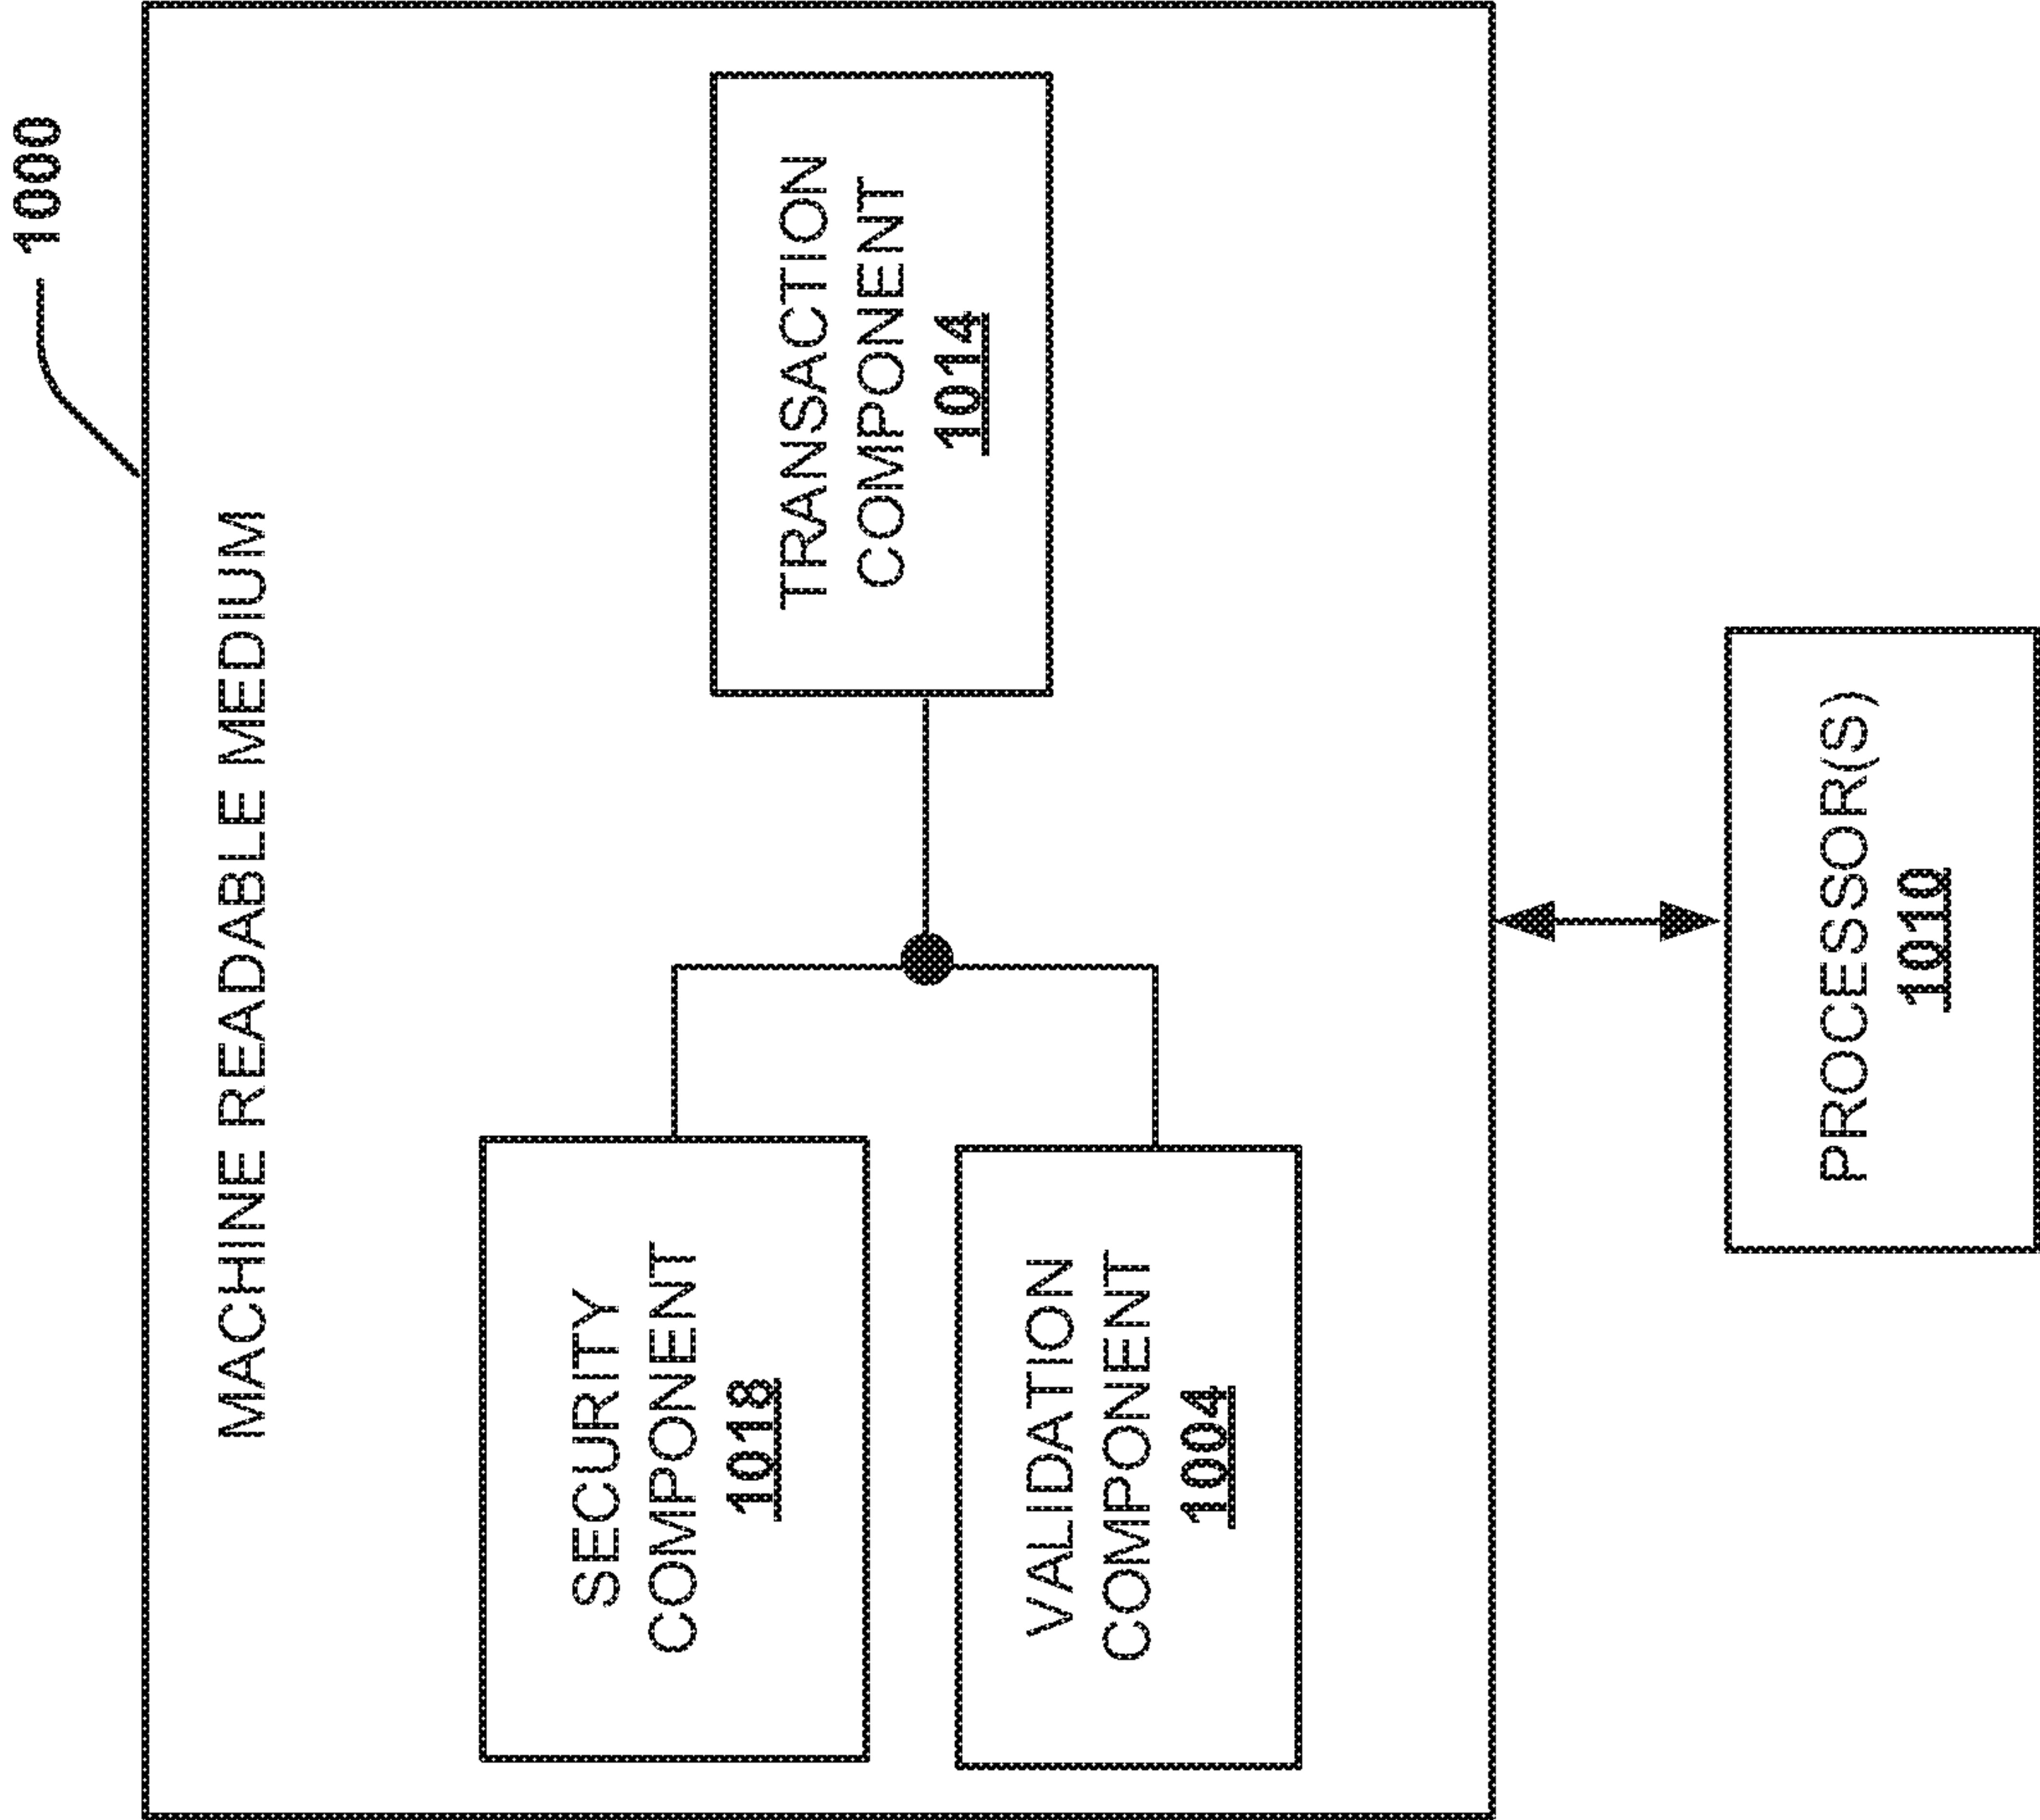 1000
MACHINE READABLE MEDIUM
SECURITY
COMPONENT
1018
TRANSACTION
COMPONENT
1014
VALIDATION
COMPONENT
1004
PROCESSOR(S)
1010